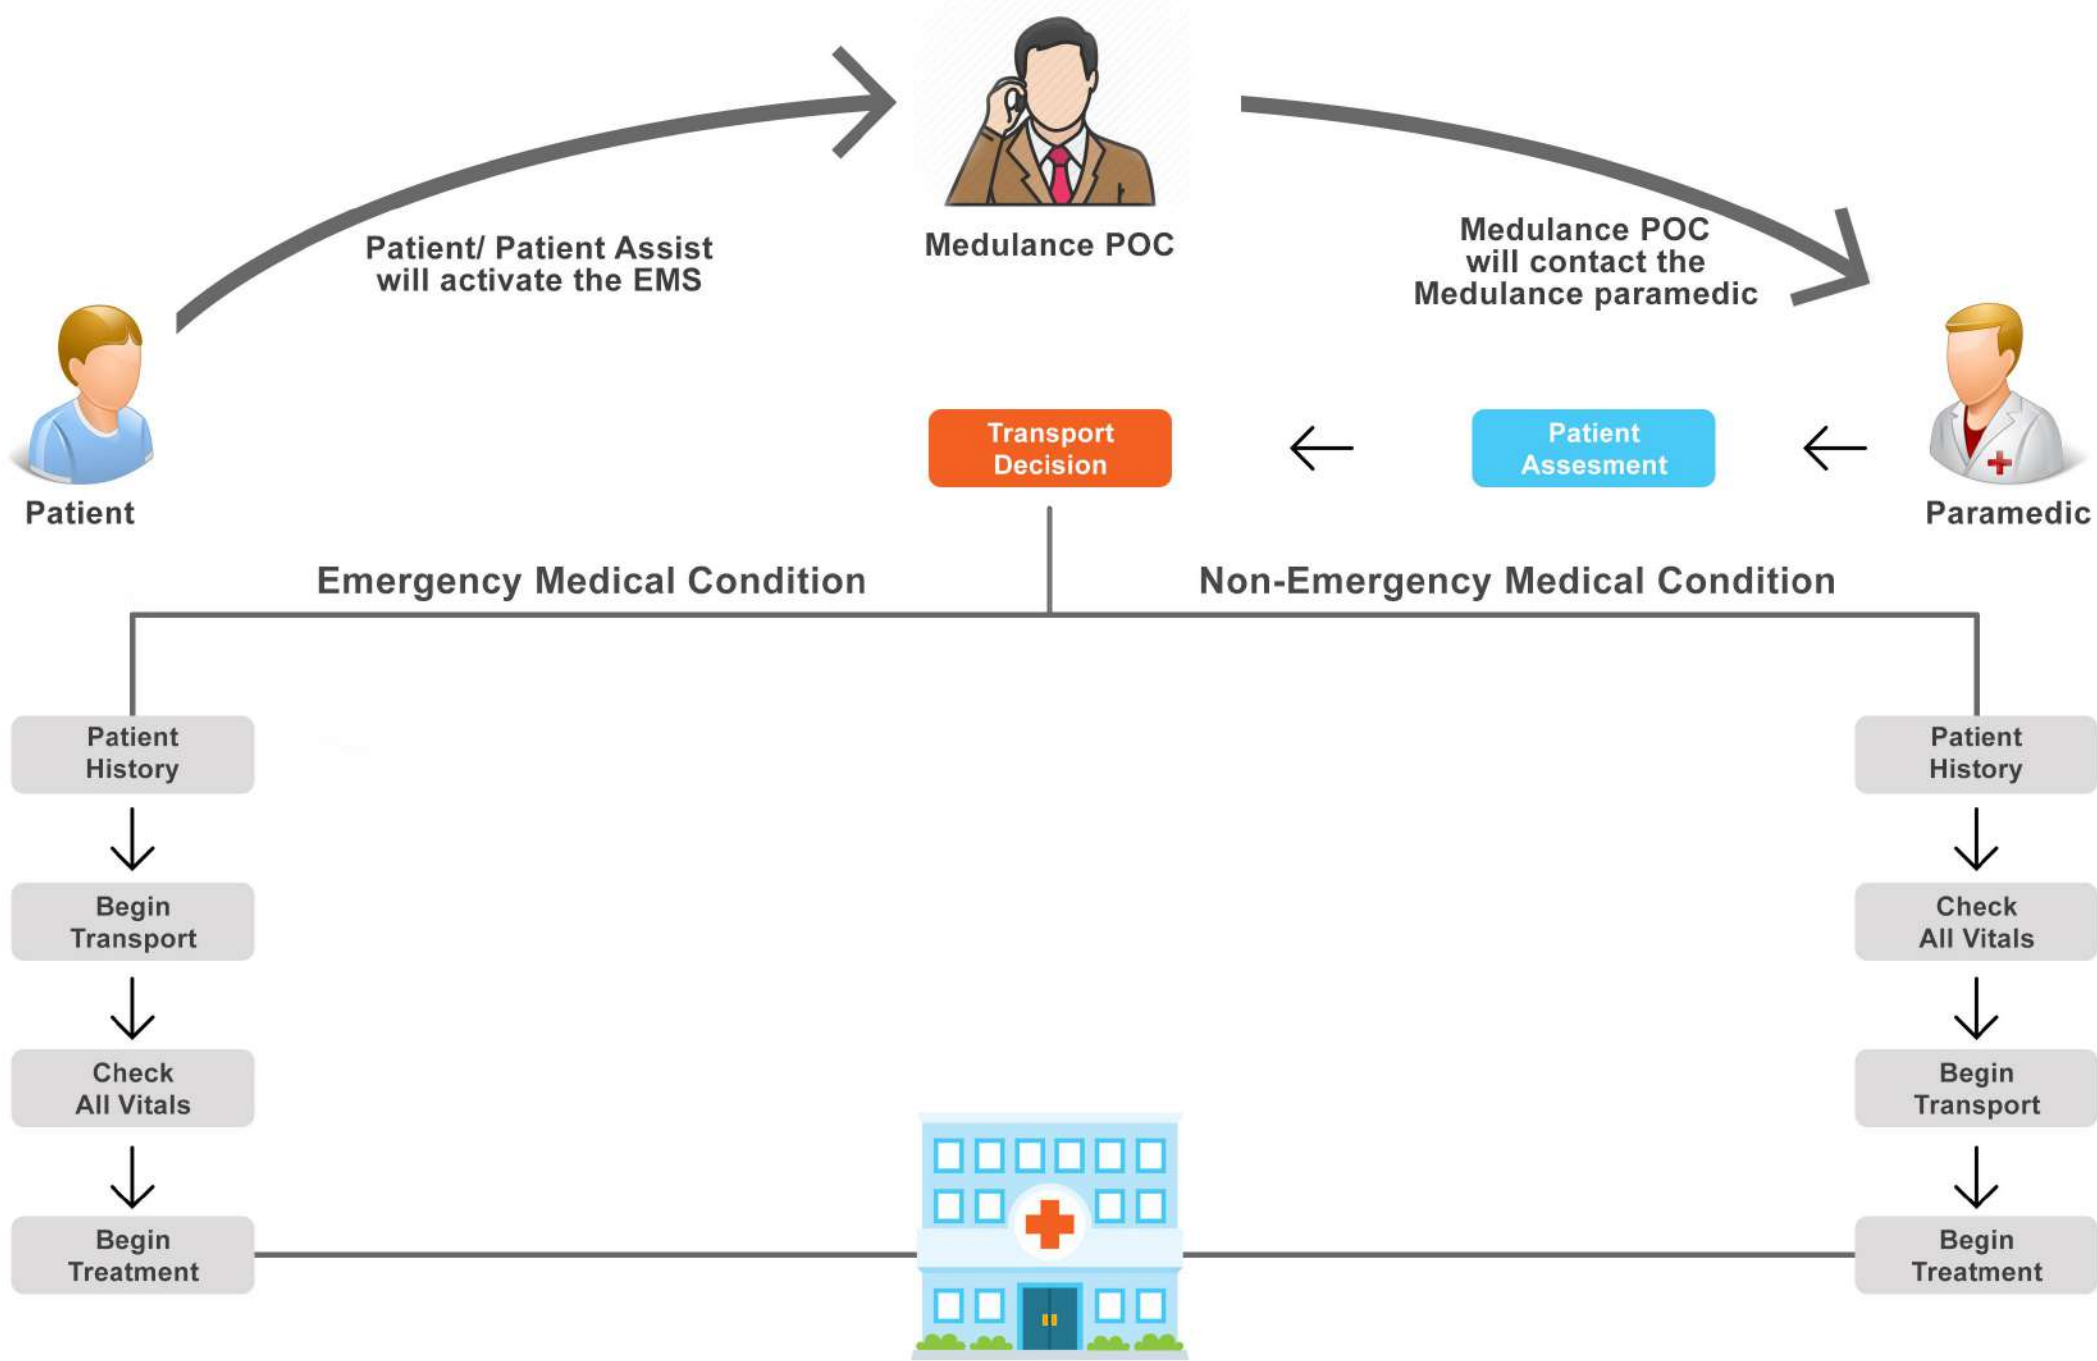 Patient/ Patient Assist
will activate the EMS
Medulance POC
Medulance POC
will contact the
Medulance paramedic
Patient
Transport
Decision
Patient
Assesment
Paramedic
Emergency Medical Condition
Non-Emergency Medical Condition
Patient
History
Begin
Transport
Check
All Vitals
Begin
Treatment
Patient
History
Check
All Vitals
Begin
Transport
Begin
Treatment